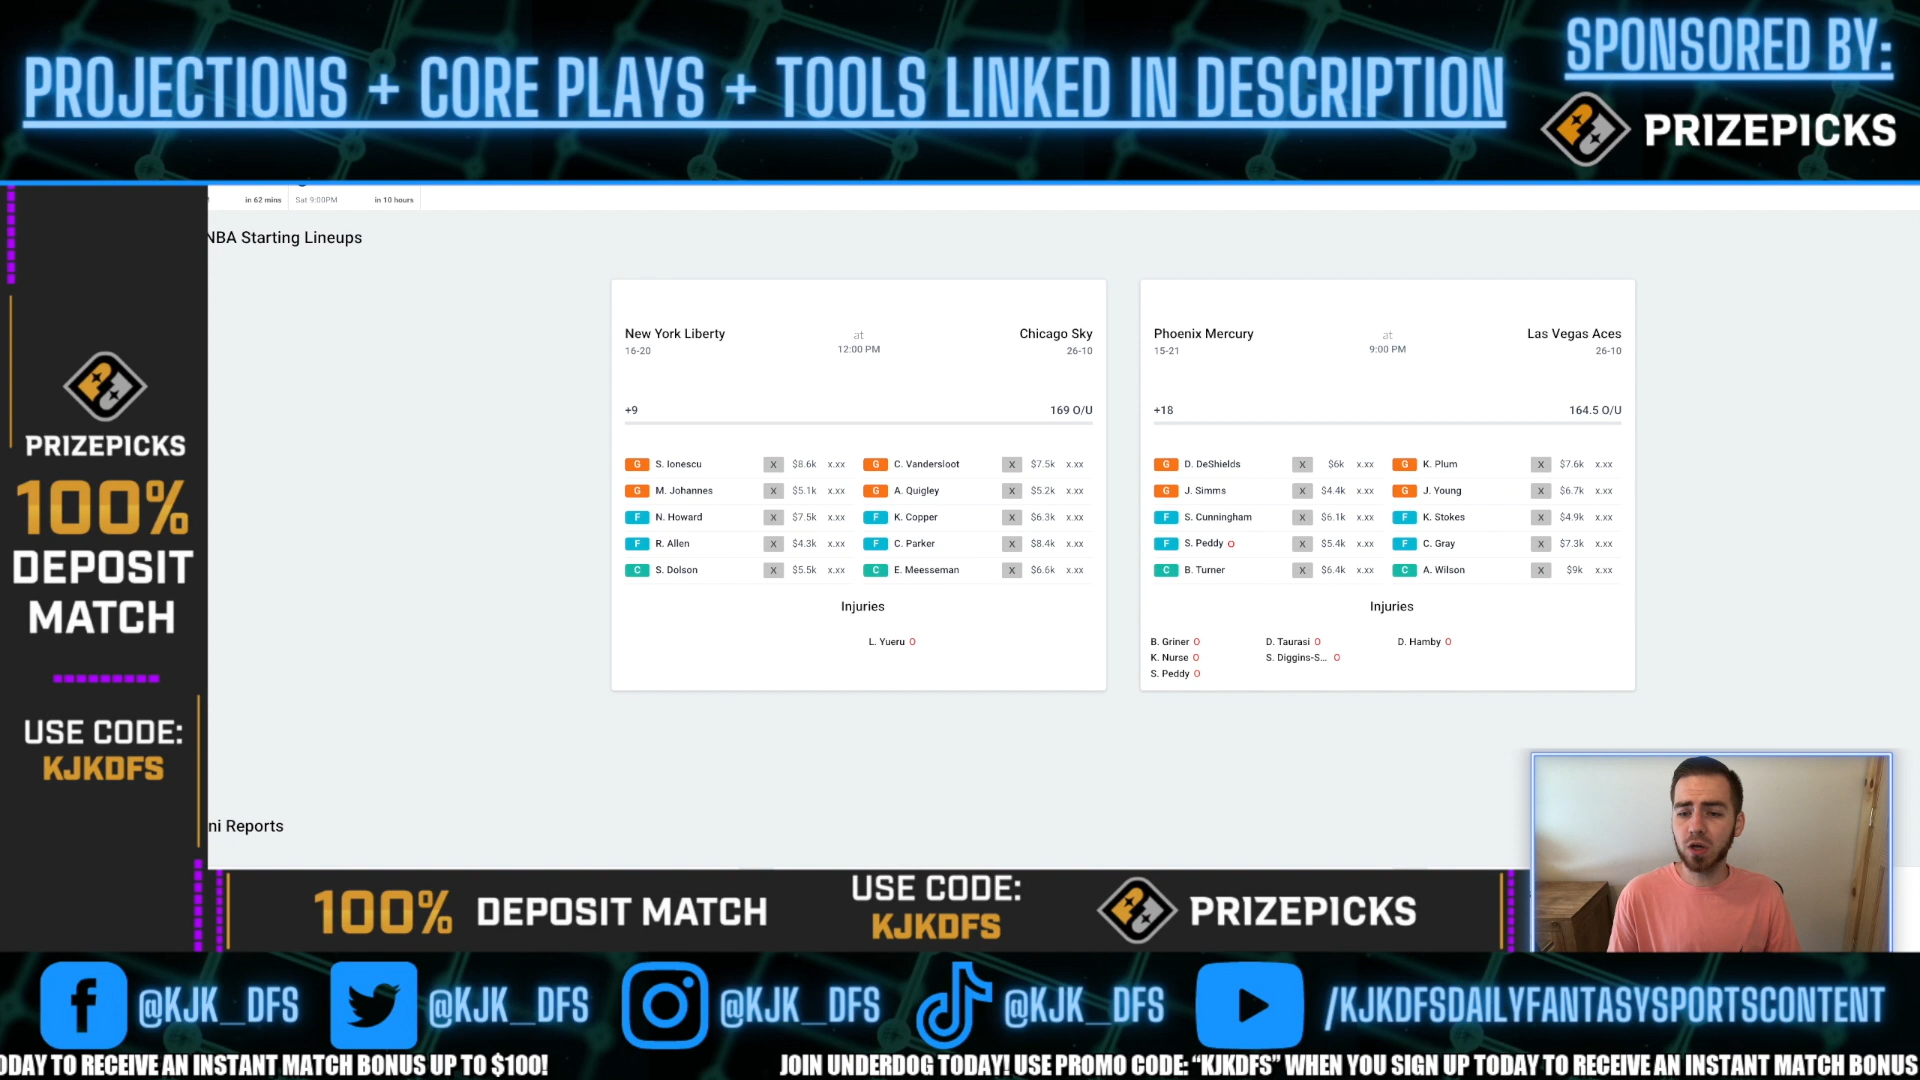 PROJECTIONS + CORE PLAYS + TOOLS LINKED IN DESCRIPTION
SPONSORED BY:
PRIZEPICKS
in 62 mins
Sat 9:00PM
in 10 hours
NBA Starting Lineups
New York Liberty at Chicago Sky
16-20 12:00 PM 26-10
+9 169 O/U
G S. Ionescu X $8.6k x.xx G C. Vandersloot X $7.5k x.xx
G M. Johannes X $5.1k x.xx G A. Quigley X $5.2k x.xx
F N. Howard X $7.5k x.xx F K. Copper X $6.3k x.xx
F R. Allen X $4.3k x.xx F C. Parker X $8.4k x.xx
C S. Dolson X $5.5k x.xx C E. Meesseman X $6.6k x.xx
Injuries
L. Yueru O
Phoenix Mercury at Las Vegas Aces
15-21 9:00 PM 26-10
+18 164.5 O/U
G D. DeShields X $6k x.xx G K. Plum X $7.6k x.xx
G J. Simms X $4.4k x.xx G J. Young X $6.7k x.xx
F S. Cunningham X $6.1k x.xx F K. Stokes X $4.9k x.xx
F S. Peddy O X $5.4k x.xx F C. Gray X $7.3k x.xx
C B. Turner X $6.4k x.xx C A. Wilson X $9k x.xx
Injuries
B. Griner O D. Taurasi O D. Hamby O
K. Nurse O S. Diggins-S... O
S. Peddy O
ni Reports
PRIZEPICKS
100%
DEPOSIT
MATCH
USE CODE:
KJKDFS
100% DEPOSIT MATCH
USE CODE:
KJKDFS
PRIZEPICKS
@KJK_DFS @KJK_DFS @KJK_DFS @KJK_DFS /KJKDFSDAILYFANTASYSPORTSCONTENT
ODAY TO RECEIVE AN INSTANT MATCH BONUS UP TO $100! JOIN UNDERDOG TODAY! USE PROMO CODE: “KJKDFS” WHEN YOU SIGN UP TODAY TO RECEIVE AN INSTANT MATCH BONUS